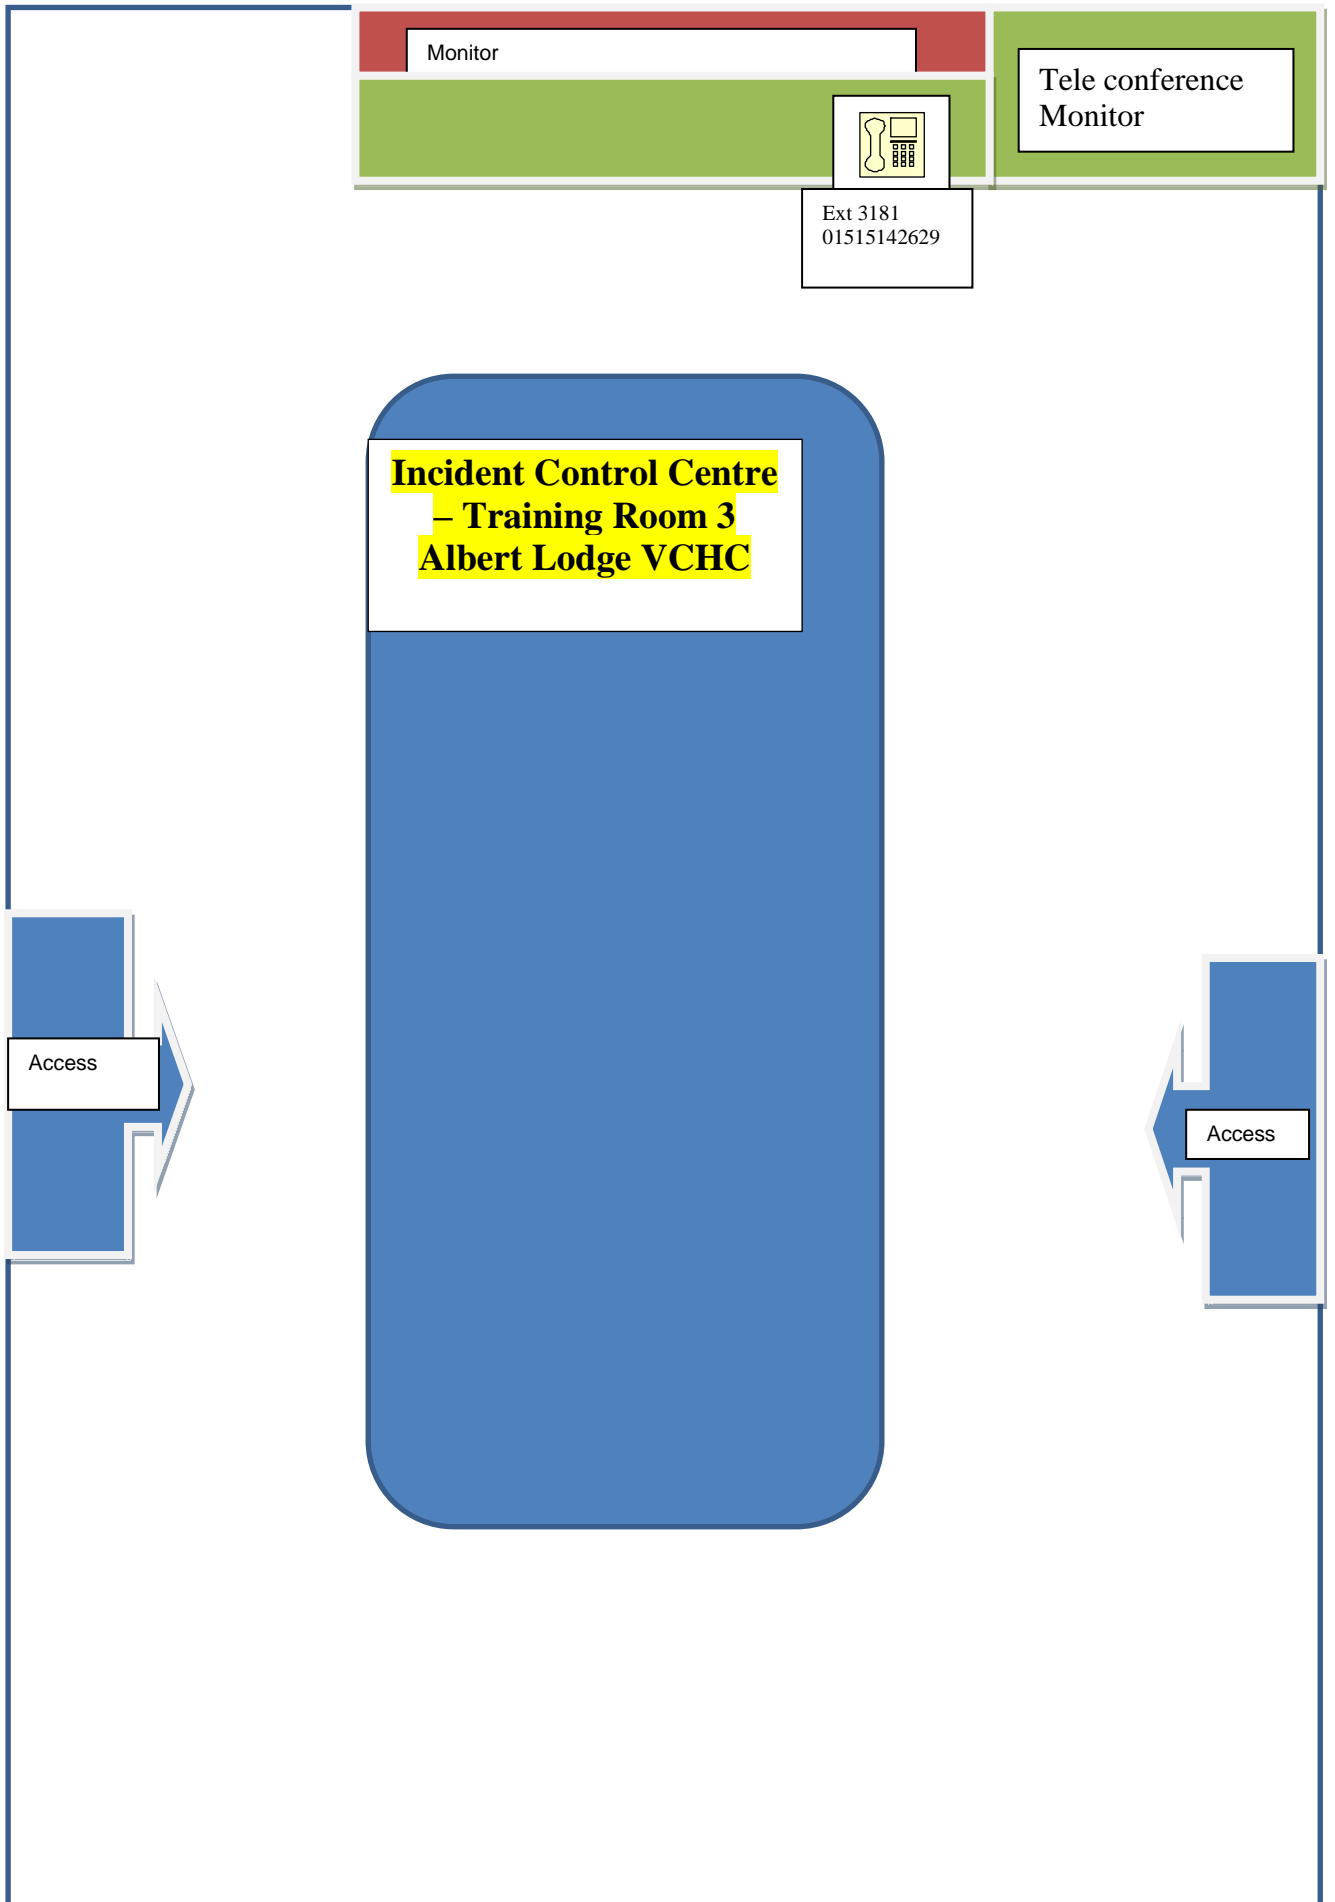 Monitor
Tele conference
Monitor
Ext 3181
01515142629
Incident Control Centre
– Training Room 3
Albert Lodge VCHC
Access
Access